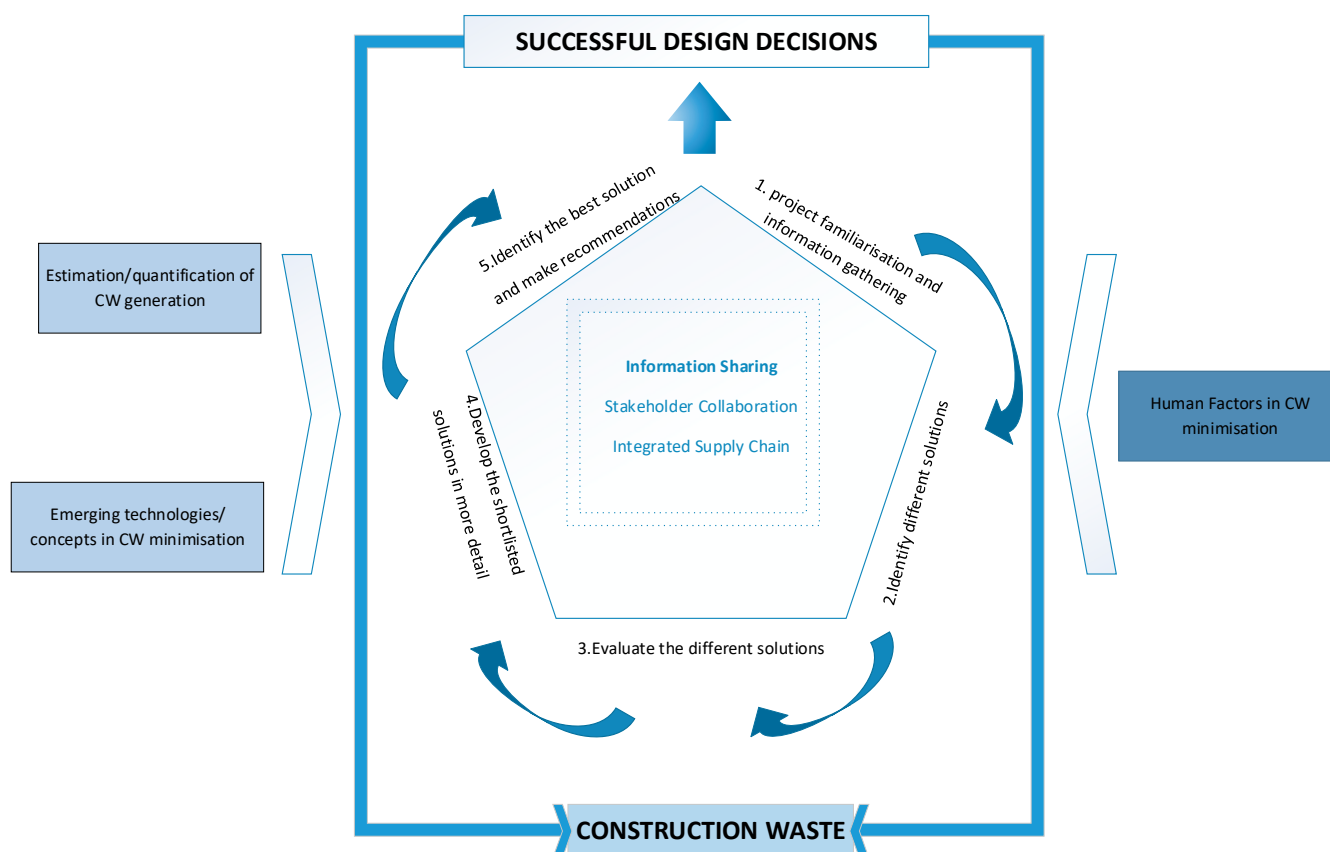 SUCCESSFUL DESIGN DECISIONS
5.Identify the best solution
and make recommendations
1. project familiarisation and
information gathering
Estimation/quantification of
CW generation
Information Sharing
Stakeholder Collaboration
Integrated Supply Chain
Human Factors in CW
minimisation
4.Develop the shortlisted
solutions in more detail
2.Identify different solutions
Emerging technologies/
concepts in CW minimisation
3.Evaluate the different solutions
CONSTRUCTION WASTE